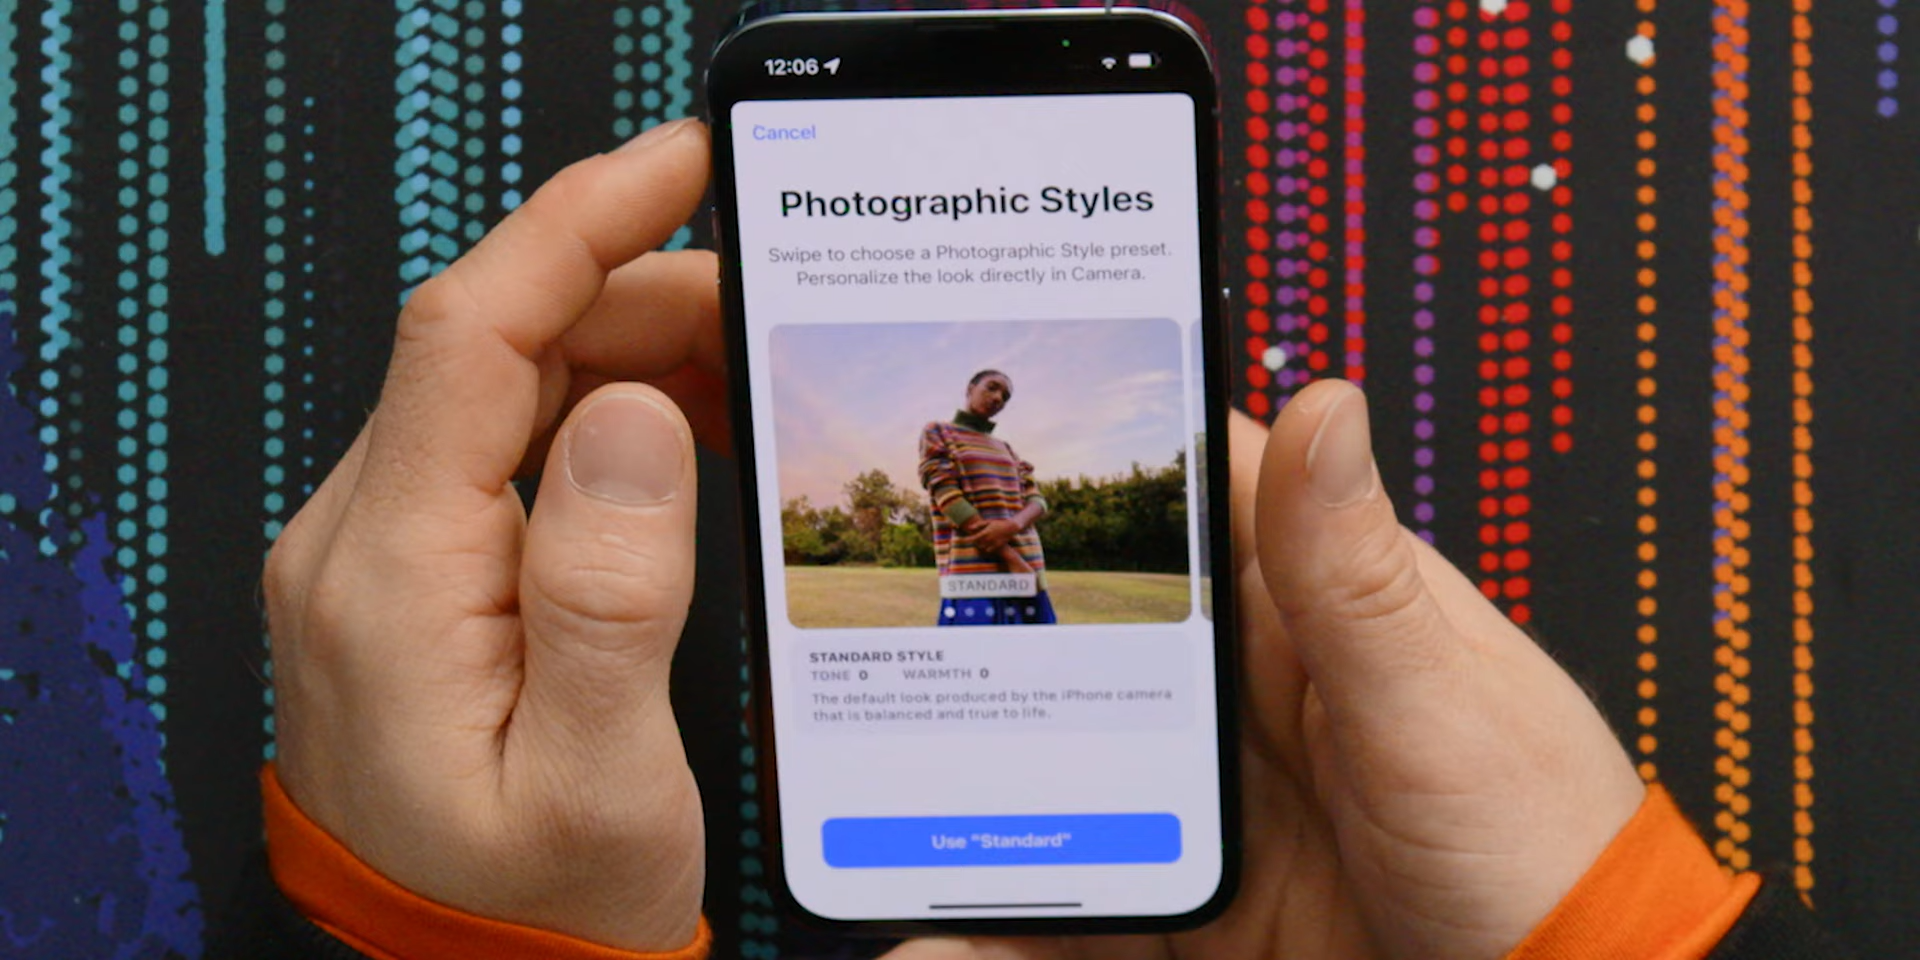 12:06
Cancel
Photographic Styles
Swipe to choose a Photographic Style preset.
Personalize the look directly in Camera.
STANDARD
STANDARD STYLE
TONE 0 WARMTH 0
The default look produced by the iPhone camera
that is balanced and true to life.
Use "Standard"